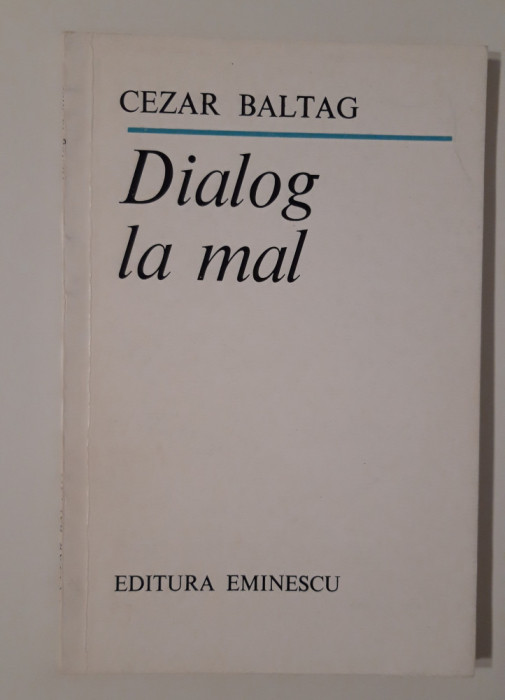 CEZAR BALTAG
Dialog
la mal
EDITURA EMINESCU